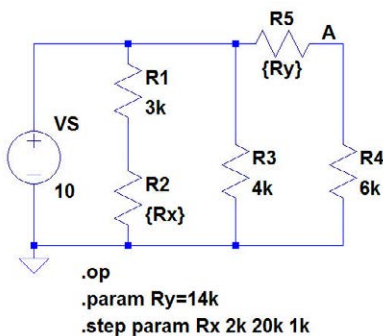 R5
A
{Ry}
R1
3k
VS
R2
{Rx}
R3
4k
R4
6k
10
.op
.param Ry=14k
.step param Rx 2k 20k 1k